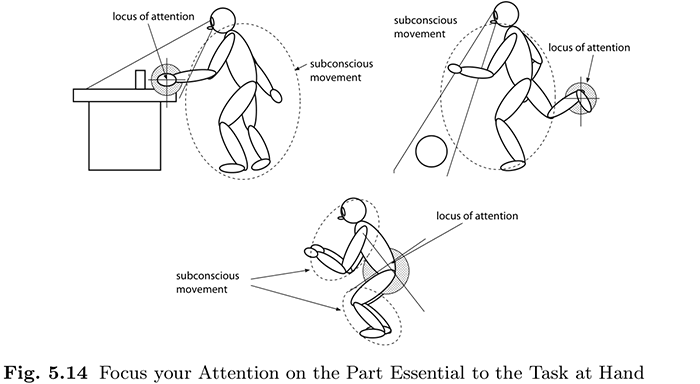 locus of attention
subconscious
movement
subconscious
movement
locus of attention
locus of attention
subconscious
movement
Fig. 5.14 Focus your Attention on the Part Essential to the Task at Hand